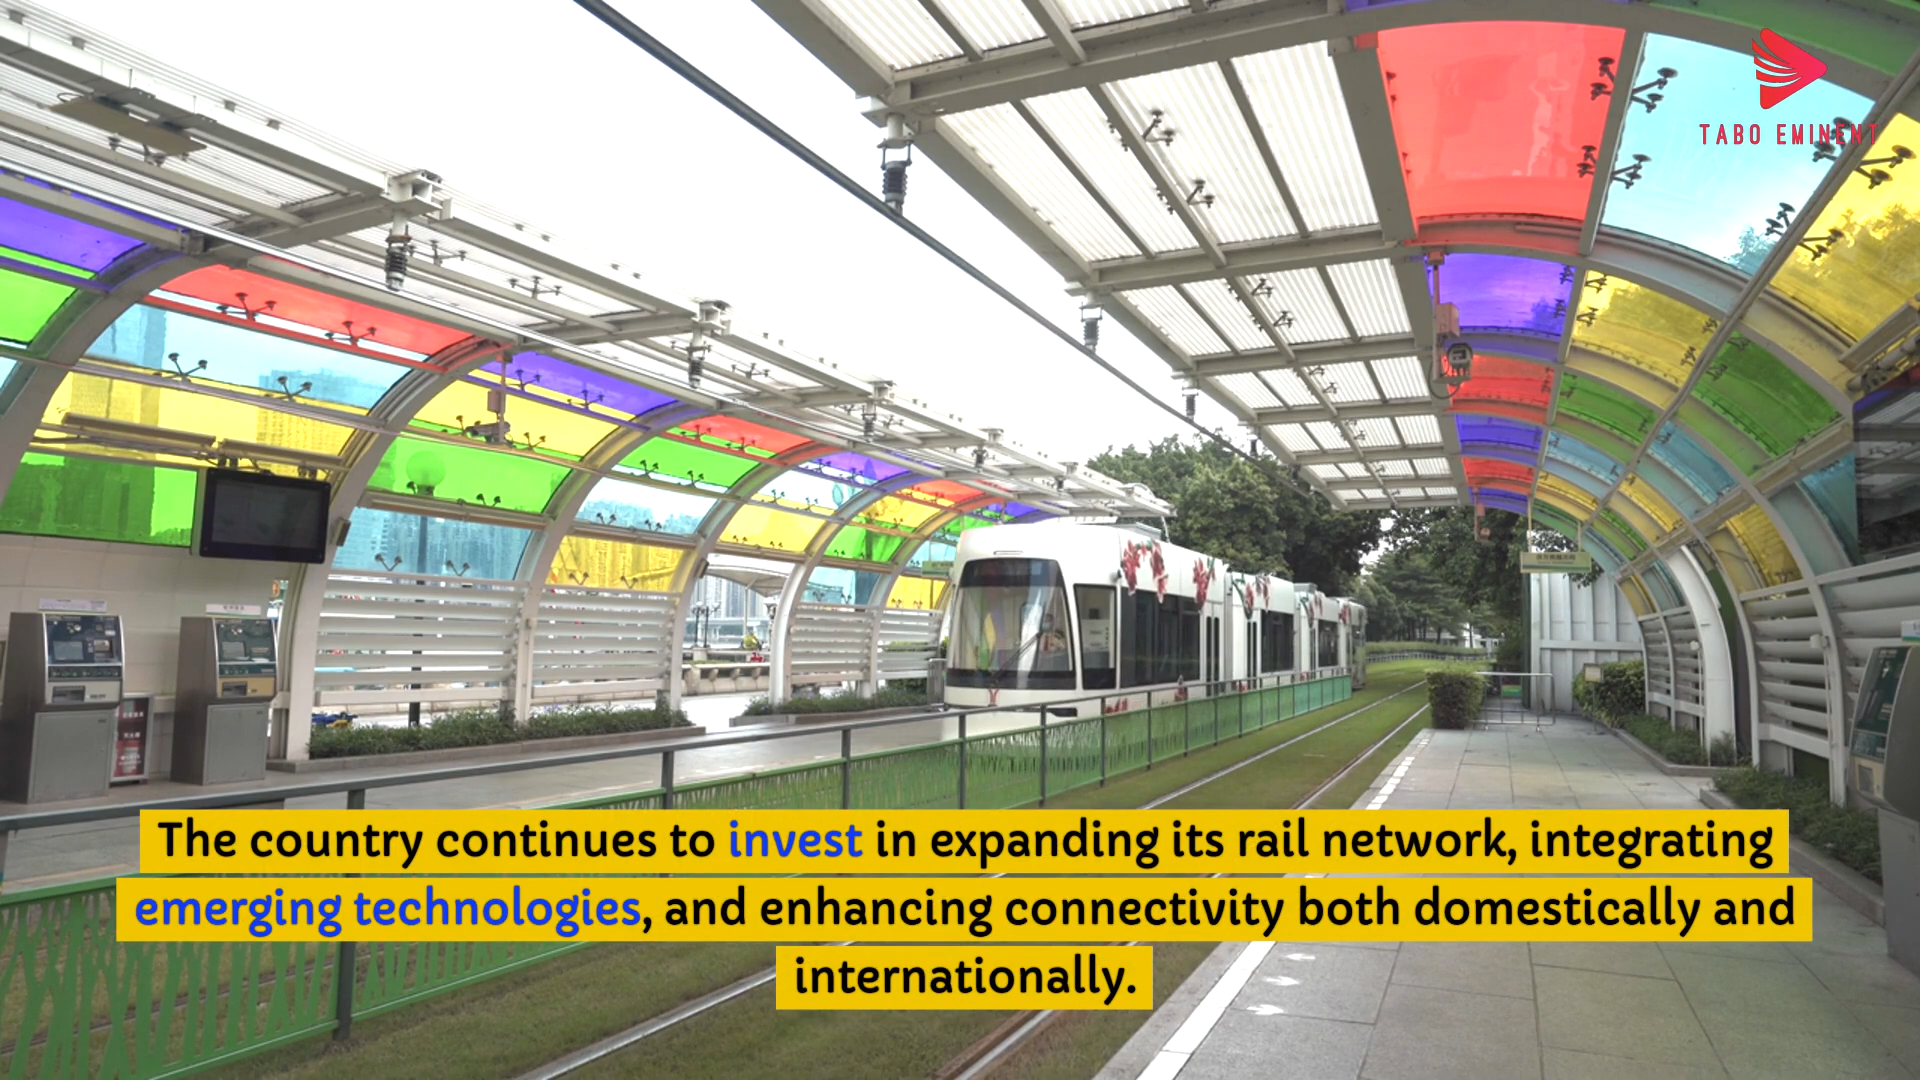 TABO EMINENT
The country continues to invest in expanding its rail network, integrating
emerging technologies, and enhancing connectivity both domestically and
internationally.